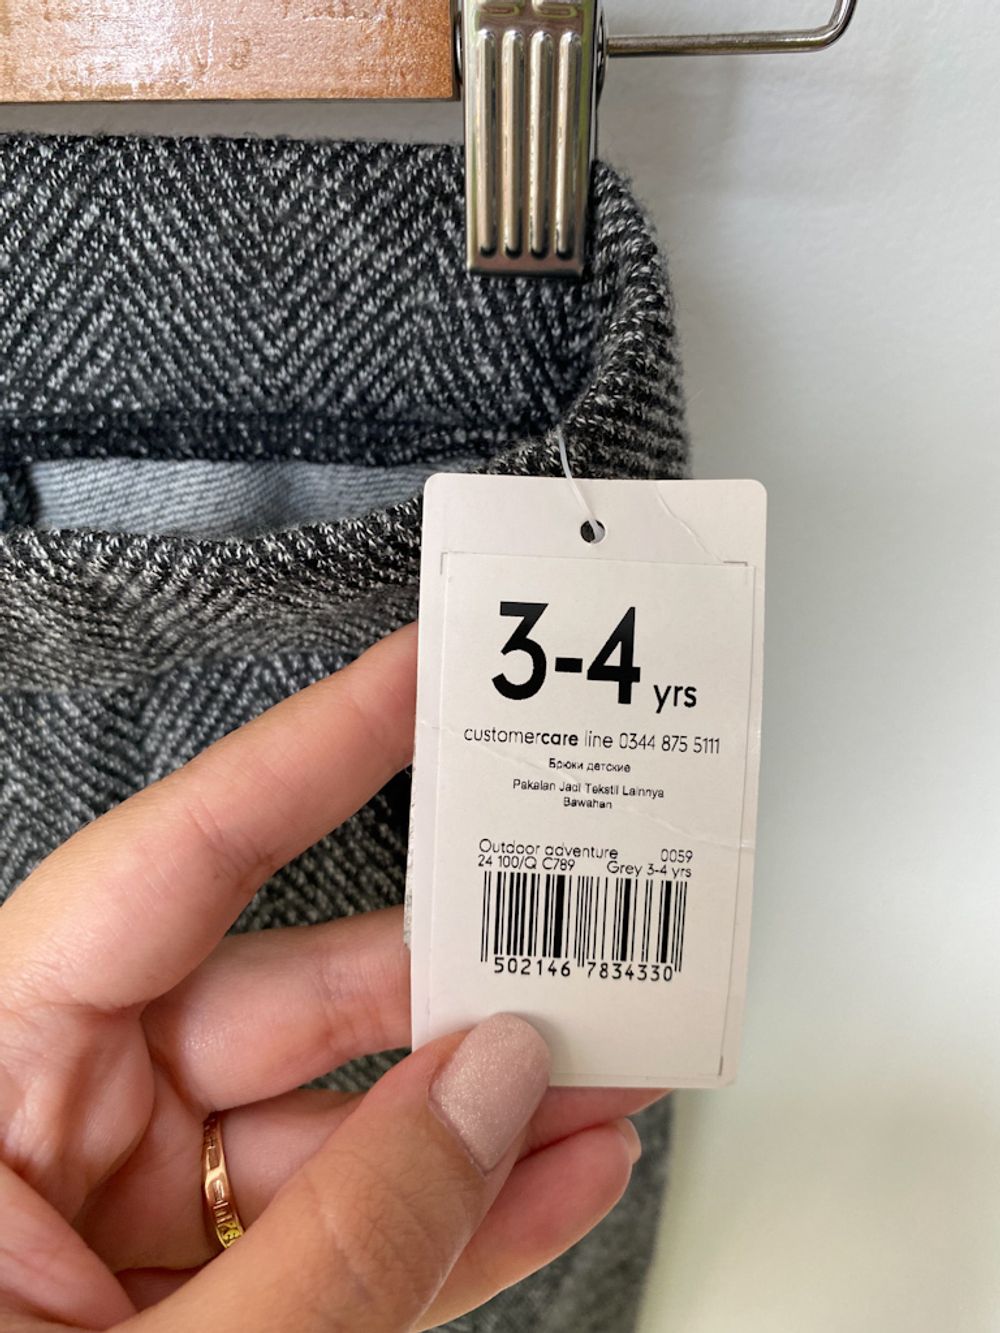 3-4 yrs
customercare line 0344 875 5111
Брюки детские
Pakaian Jadi Tekstil Lainnya
Bawahan
Outdoor adventure 0059
24 100/Q C789 Grey 3-4 yrs
502146 7834330